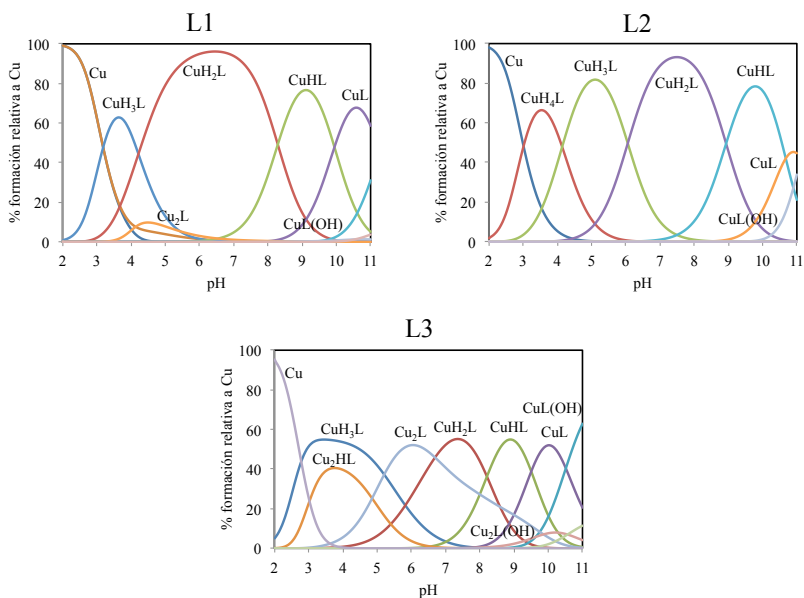 L1
% formación relativa a Cu
100
80
60
40
20
0
Cu
CuH₃L
CuH₂L
Cu₂L
CuHL
CuL
CuL(OH)
2 3 4 5 6 7 8 9 10 11
pH
L2
% formación relativa a Cu
100
80
60
40
20
0
Cu
CuH₄L
CuH₃L
CuH₂L
CuHL
CuL
CuL(OH)
2 3 4 5 6 7 8 9 10 11
pH
L3
% formación relativa a Cu
100
80
60
40
20
0
Cu
CuH₃L
Cu₂HL
Cu₂L
CuH₂L
CuHL
CuL(OH)
CuL
Cu₂L(OH)
2 3 4 5 6 7 8 9 10 11
pH